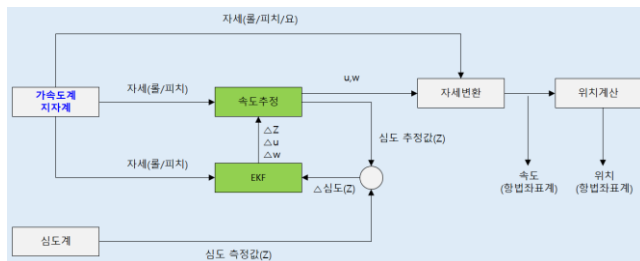 자세(롤/피치/요)
가속도계
지자계
자세(롤/피치)
속도추정
u,w
자세변환
위치계산
△Z
△u
△w
심도 추정값(Z)
자세(롤/피치)
EKF
△심도(Z)
속도
(항법좌표계)
위치
(항법좌표계)
심도계
심도 측정값(Z)